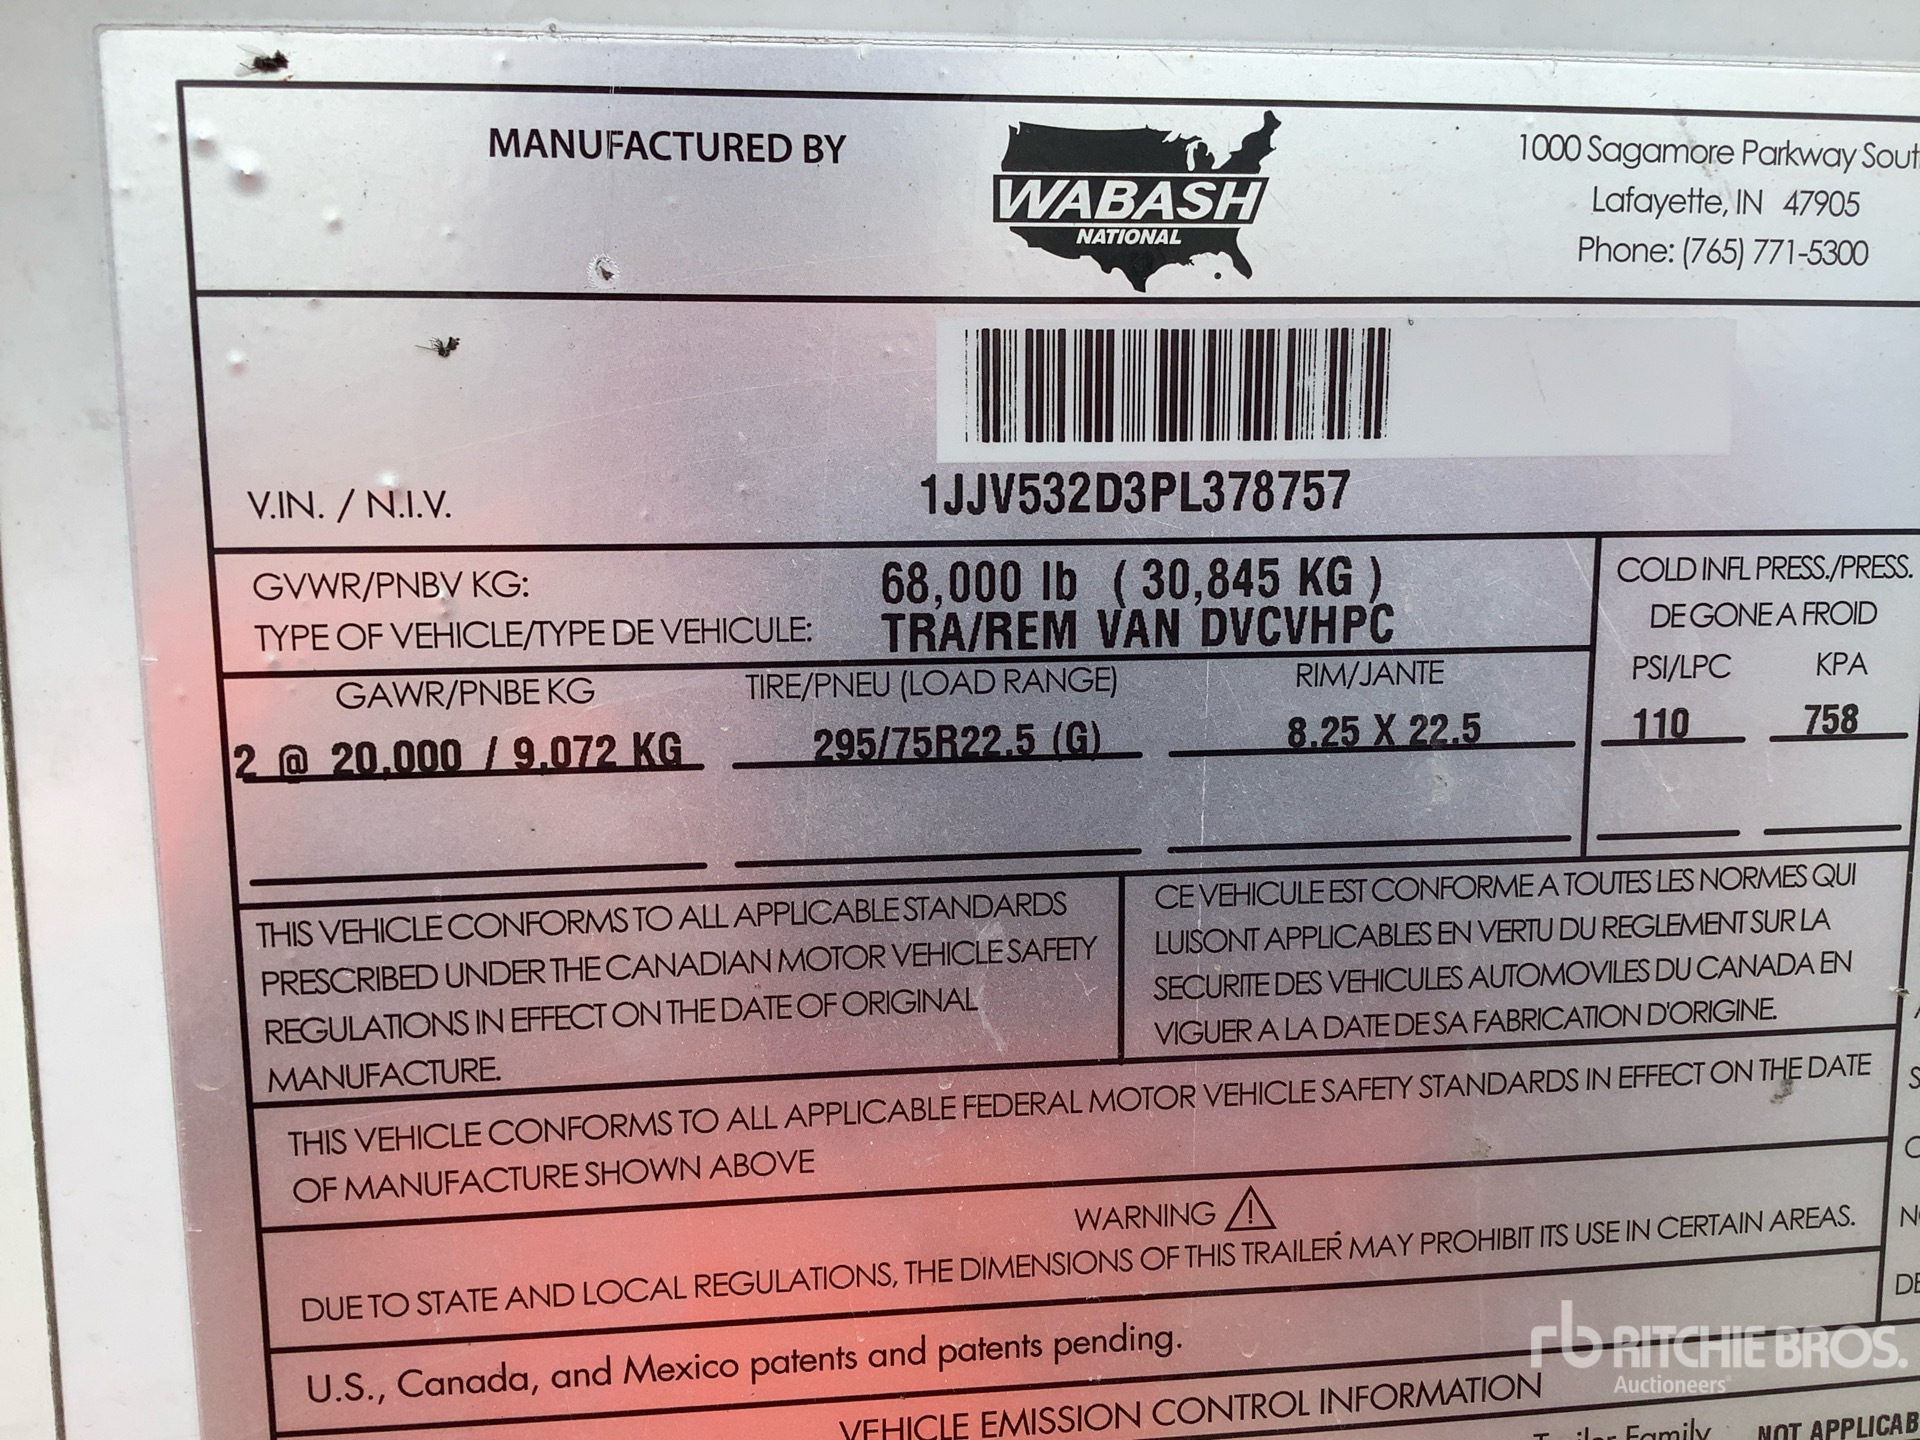 MANUFACTURED BY
WABASH
NATIONAL
1000 Sagamore Parkway
Lafayette, IN 47905
Phone: (765) 771-5300
V.IN. / N.I.V.
1JJV532D3PL378757
GVWR/PNBV KG: 68,000 lb ( 30,845 KG )
TYPE OF VEHICLE/TYPE DE VEHICULE: TRA/REM VAN DVCVHPC
COLD INFL PRESS./PRESS.
DE GONE A FROID
PSI/LPC KPA
GAWR/PNBE KG TIRE/PNEU (LOAD RANGE) RIM/JANTE
2 @ 20,000 / 9,072 KG 295/75R22.5 (G) 8.25 X 22.5 110 758
THIS VEHICLE CONFORMS TO ALL APPLICABLE STANDARDS
PRESCRIBED UNDER THE CANADIAN MOTOR VEHICLE SAFETY
REGULATIONS IN EFFECT ON THE DATE OF ORIGINAL
MANUFACTURE.
CE VEHICULE EST CONFORME A TOUTES LES NORMES QUI
LUISONT APPLICABLES EN VERTU DU REGLEMENT SUR LA
SECURITE DES VEHICULES AUTOMOVILES DU CANADA EN
VIGUER A LA DATE DE SA FABRICATION D'ORIGINE.
THIS VEHICLE CONFORMS TO ALL APPLICABLE FEDERAL MOTOR VEHICLE SAFETY STANDARDS IN EFFECT ON THE DATE
OF MANUFACTURE SHOWN ABOVE
WARNING
DUE TO STATE AND LOCAL REGULATIONS, THE DIMENSIONS OF THIS TRAILER MAY PROHIBIT ITS USE IN CERTAIN AREAS.
U.S., Canada, and Mexico patents and patents pending.
VEHICLE EMISSION CONTROL INFORMATION
Trailer Family NOT
rb RITCHIE BROS.
Auctioneers